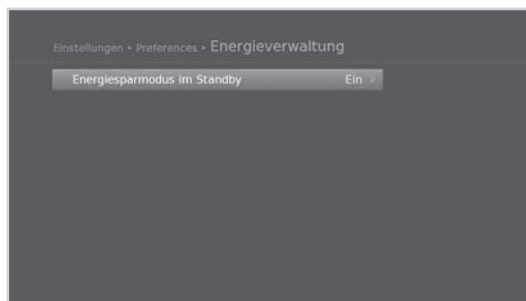 Einstellungen • Preferences • Energieverwaltung
Energiesparmodus im Standby Ein